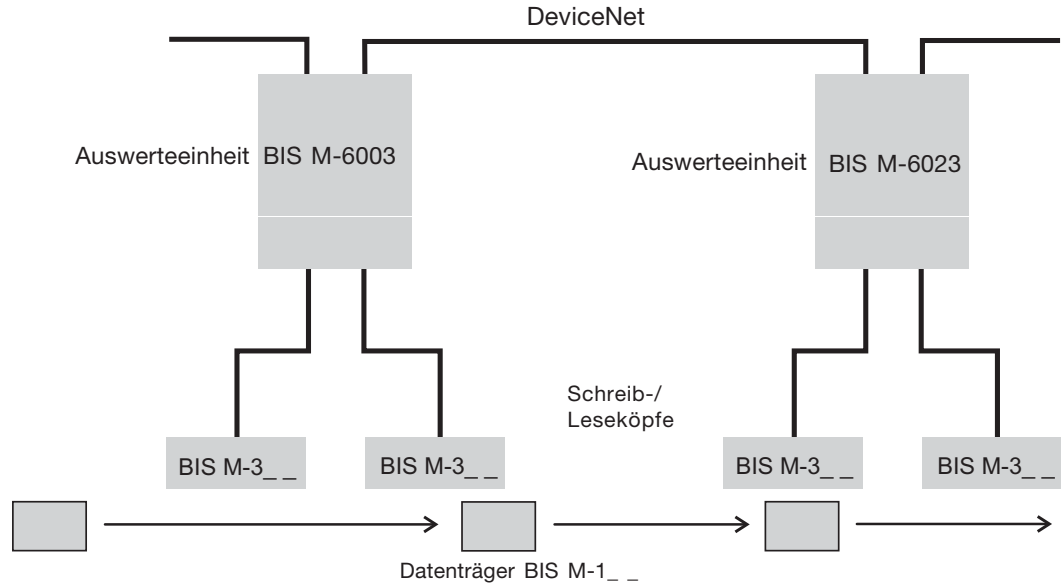 DeviceNet
Auswerteeinheit BIS M-6003
Auswerteeinheit BIS M-6023
Schreib-/
Leseköpfe
BIS M-3_ _ BIS M-3_ _ BIS M-3_ _ BIS M-3_ _
Datenträger BIS M-1_ _